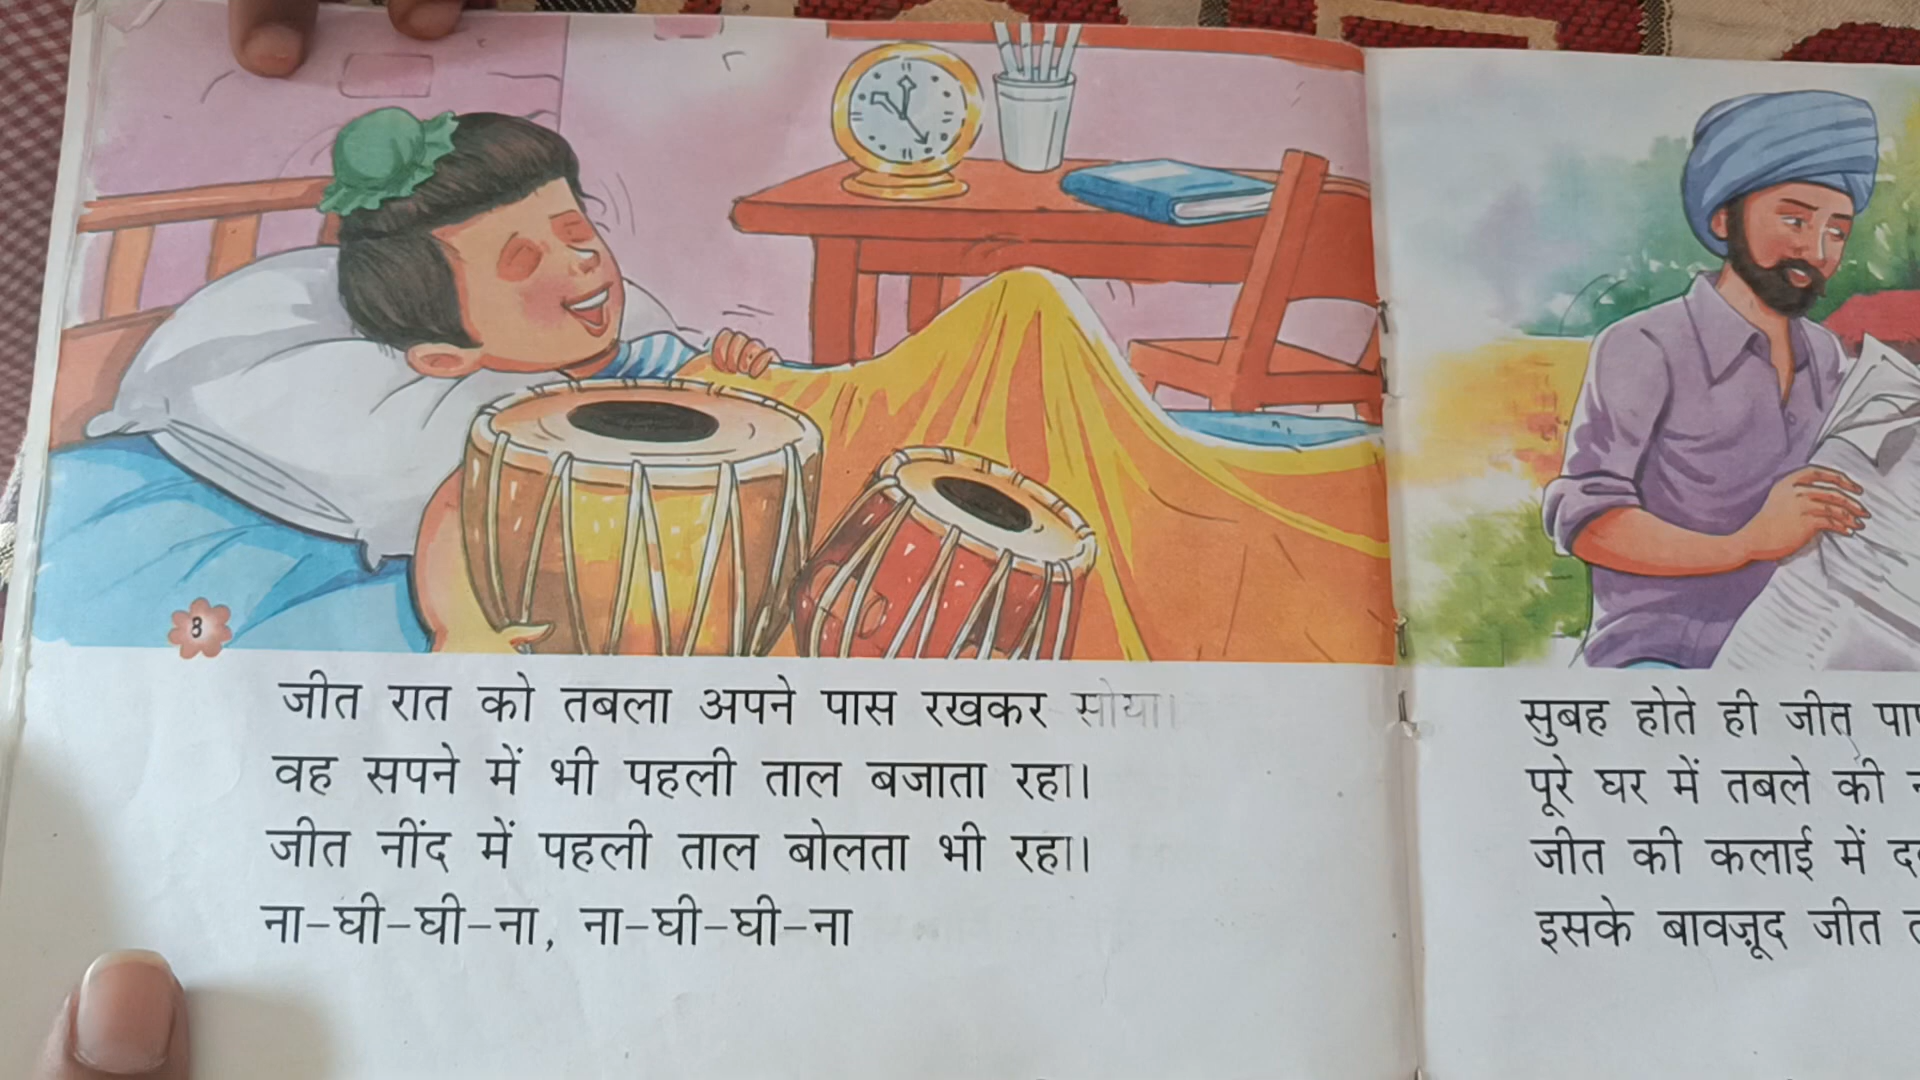 8
जीत रात को तबला अपने पास रखकर सोया।
वह सपने में भी पहली ताल बजाता रहा।
जीत नींद में पहली ताल बोलता भी रहा।
ना-घी-घी-ना, ना-घी-घी-ना
सुबह होते ही जीत
पूरे घर में तबले की
जीत की कलाई में
इसके बावजूद जीत